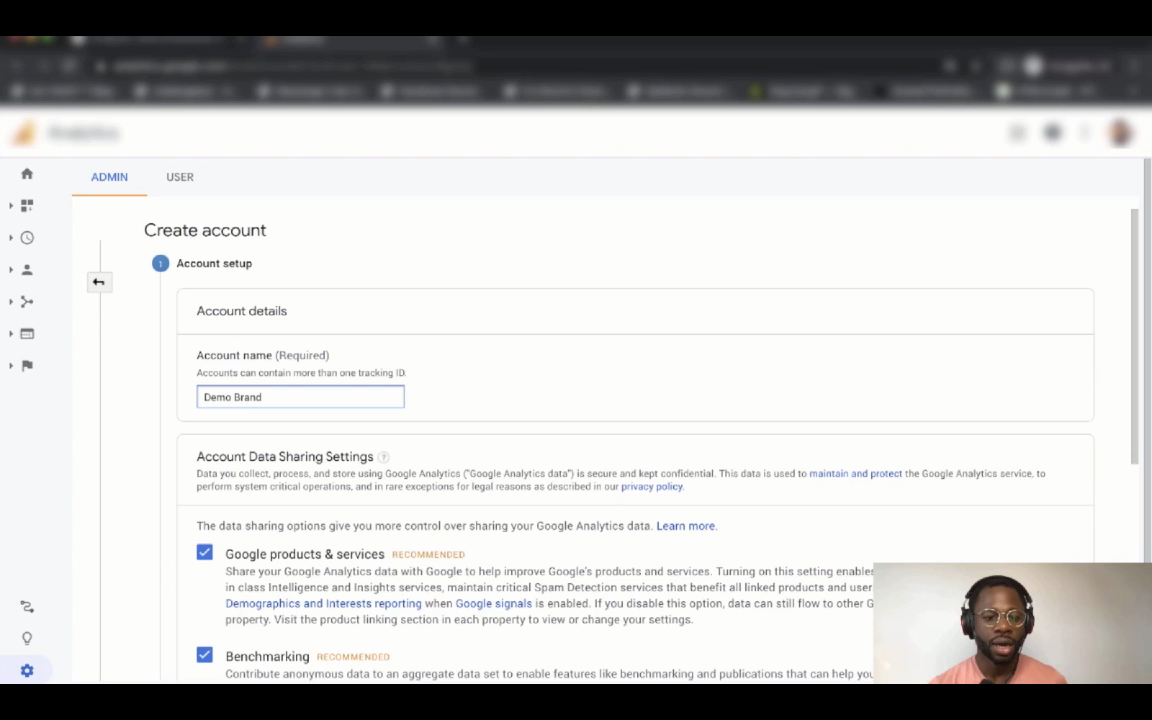 ADMIN
USER
Create account
1 Account setup
Account details
Account name (Required)
Accounts can contain more than one tracking ID.
Demo Brand
Account Data Sharing Settings ?
Data you collect, process, and store using Google Analytics ("Google Analytics data") is secure and kept confidential. This data is used to maintain and protect the Google Analytics service, to
perform system critical operations, and in rare exceptions for legal reasons as described in our privacy policy.
The data sharing options give you more control over sharing your Google Analytics data. Learn more.
Google products & services RECOMMENDED
Share your Google Analytics data with Google to help improve Google's products and services. Turning on this setting enables
in class Intelligence and Insights services, maintain critical Spam Detection services that benefit all linked products and
Demographics and Interests reporting when Google signals is enabled. If you disable this option, data can still flow to other
property. Visit the product linking section in each property to view or change your settings.
Benchmarking RECOMMENDED
Contribute anonymous data to an aggregate data set to enable features like benchmarking and publications that can help you